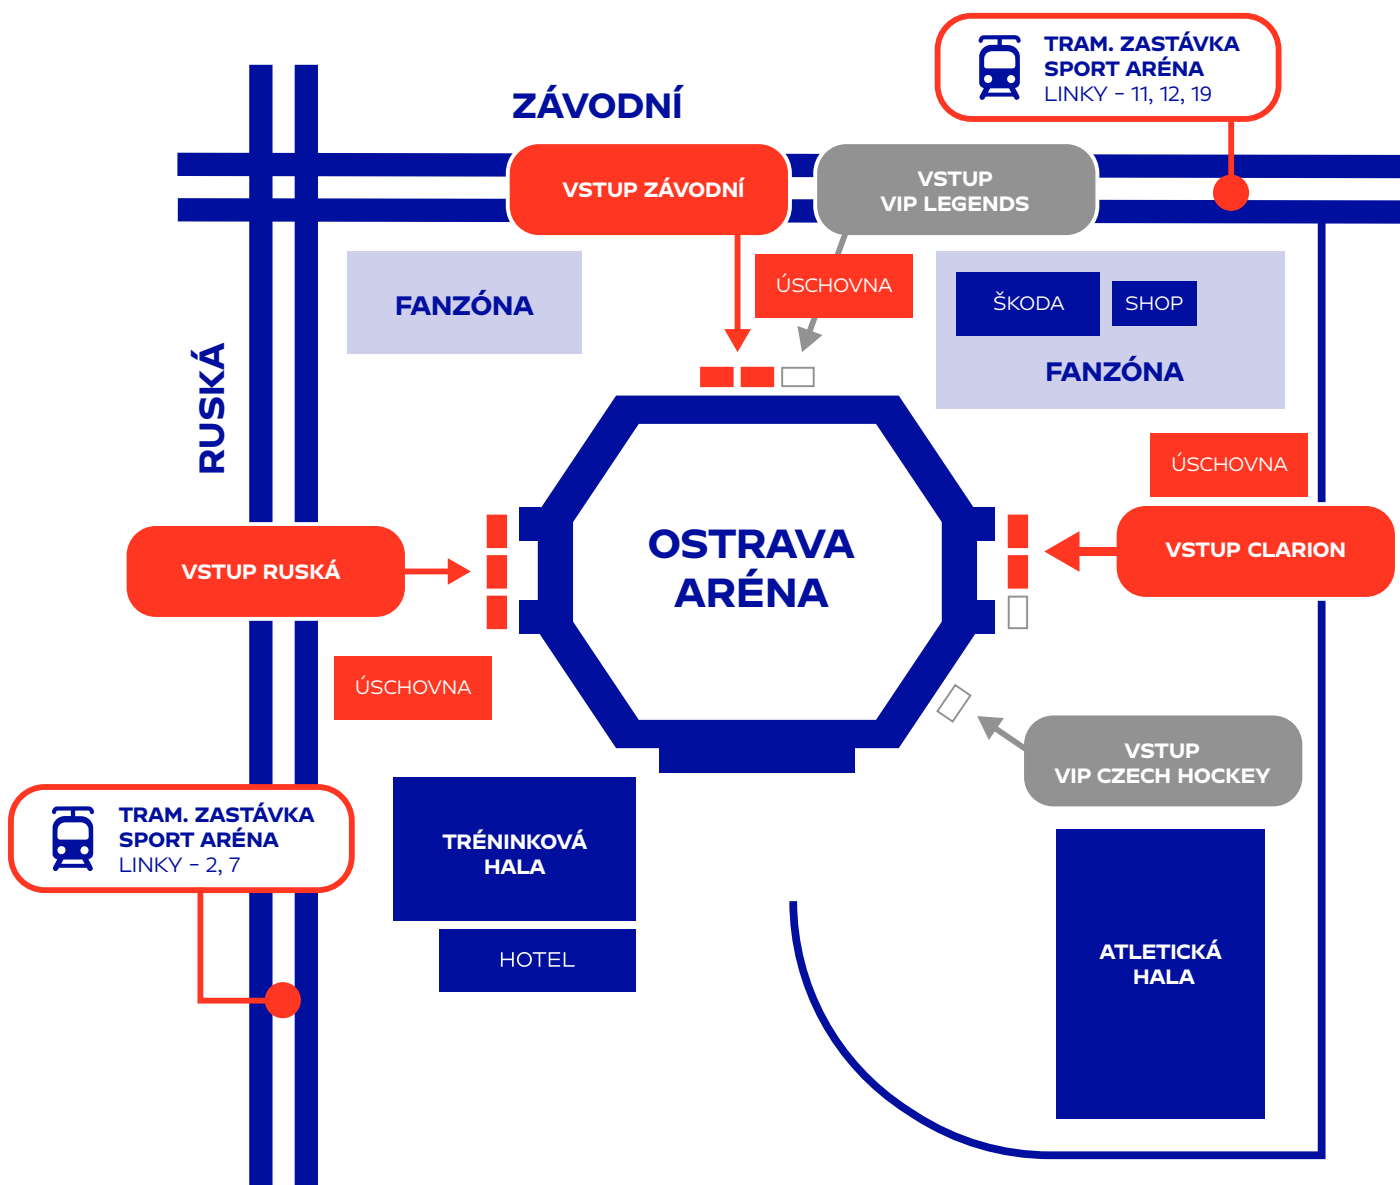 TRAM. ZASTÁVKA
SPORT ARÉNA
LINKY – 11, 12, 19
ZÁVODNÍ
VSTUP ZÁVODNÍ
VSTUP
VIP LEGENDS
ÚSCHOVNA
FANZÓNA
ŠKODA
SHOP
FANZÓNA
RUSKÁ
ÚSCHOVNA
OSTRAVA
ARÉNA
VSTUP CLARION
VSTUP RUSKÁ
ÚSCHOVNA
VSTUP
VIP CZECH HOCKEY
TRAM. ZASTÁVKA
SPORT ARÉNA
LINKY – 2, 7
TRÉNINKOVÁ
HALA
HOTEL
ATLETICKÁ
HALA